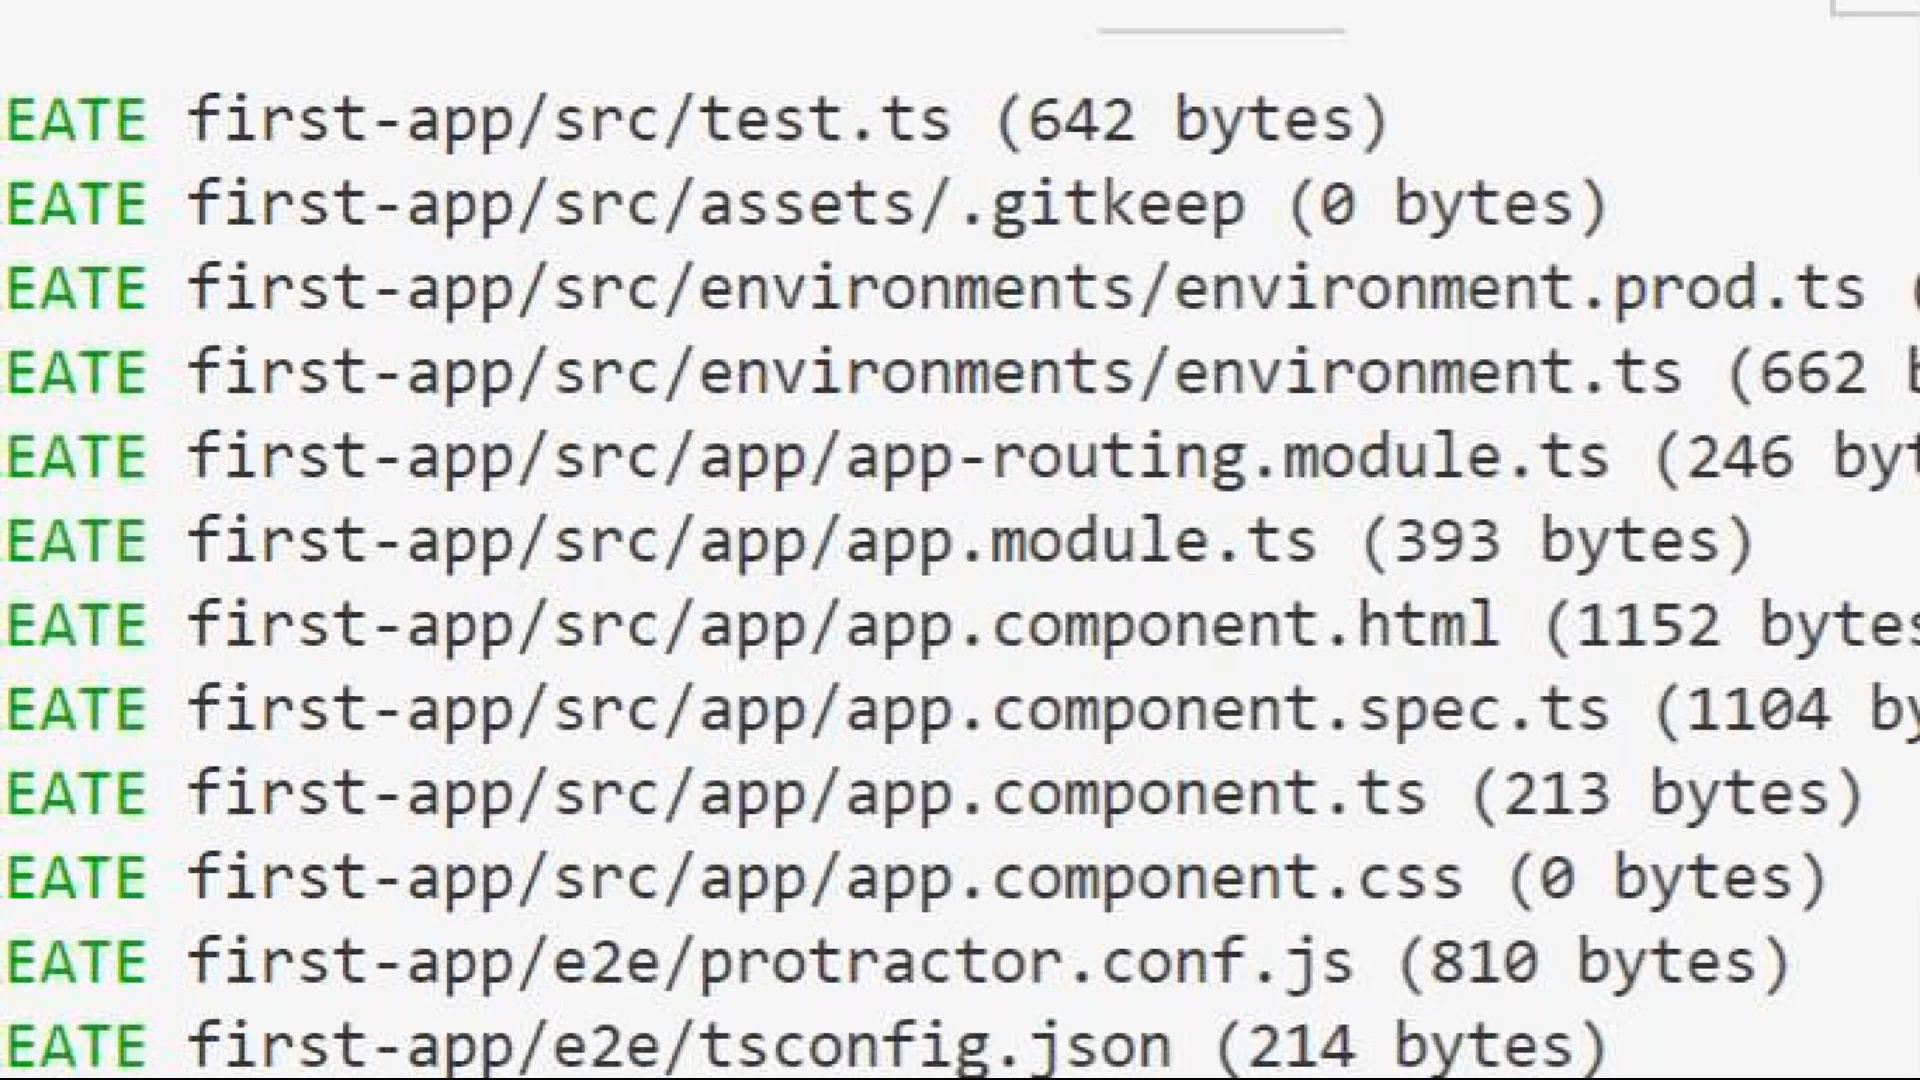 EATE first-app/src/test.ts (642 bytes)
EATE first-app/src/assets/.gitkeep (0 bytes)
EATE first-app/src/environments/environment.prod.ts (
EATE first-app/src/environments/environment.ts (662 b
EATE first-app/src/app/app-routing.module.ts (246 byt
EATE first-app/src/app/app.module.ts (393 bytes)
EATE first-app/src/app/app.component.html (1152 bytes
EATE first-app/src/app/app.component.spec.ts (1104 by
EATE first-app/src/app/app.component.ts (213 bytes)
EATE first-app/src/app/app.component.css (0 bytes)
EATE first-app/e2e/protractor.conf.js (810 bytes)
EATE first-app/e2e/tsconfig.json (214 bytes)